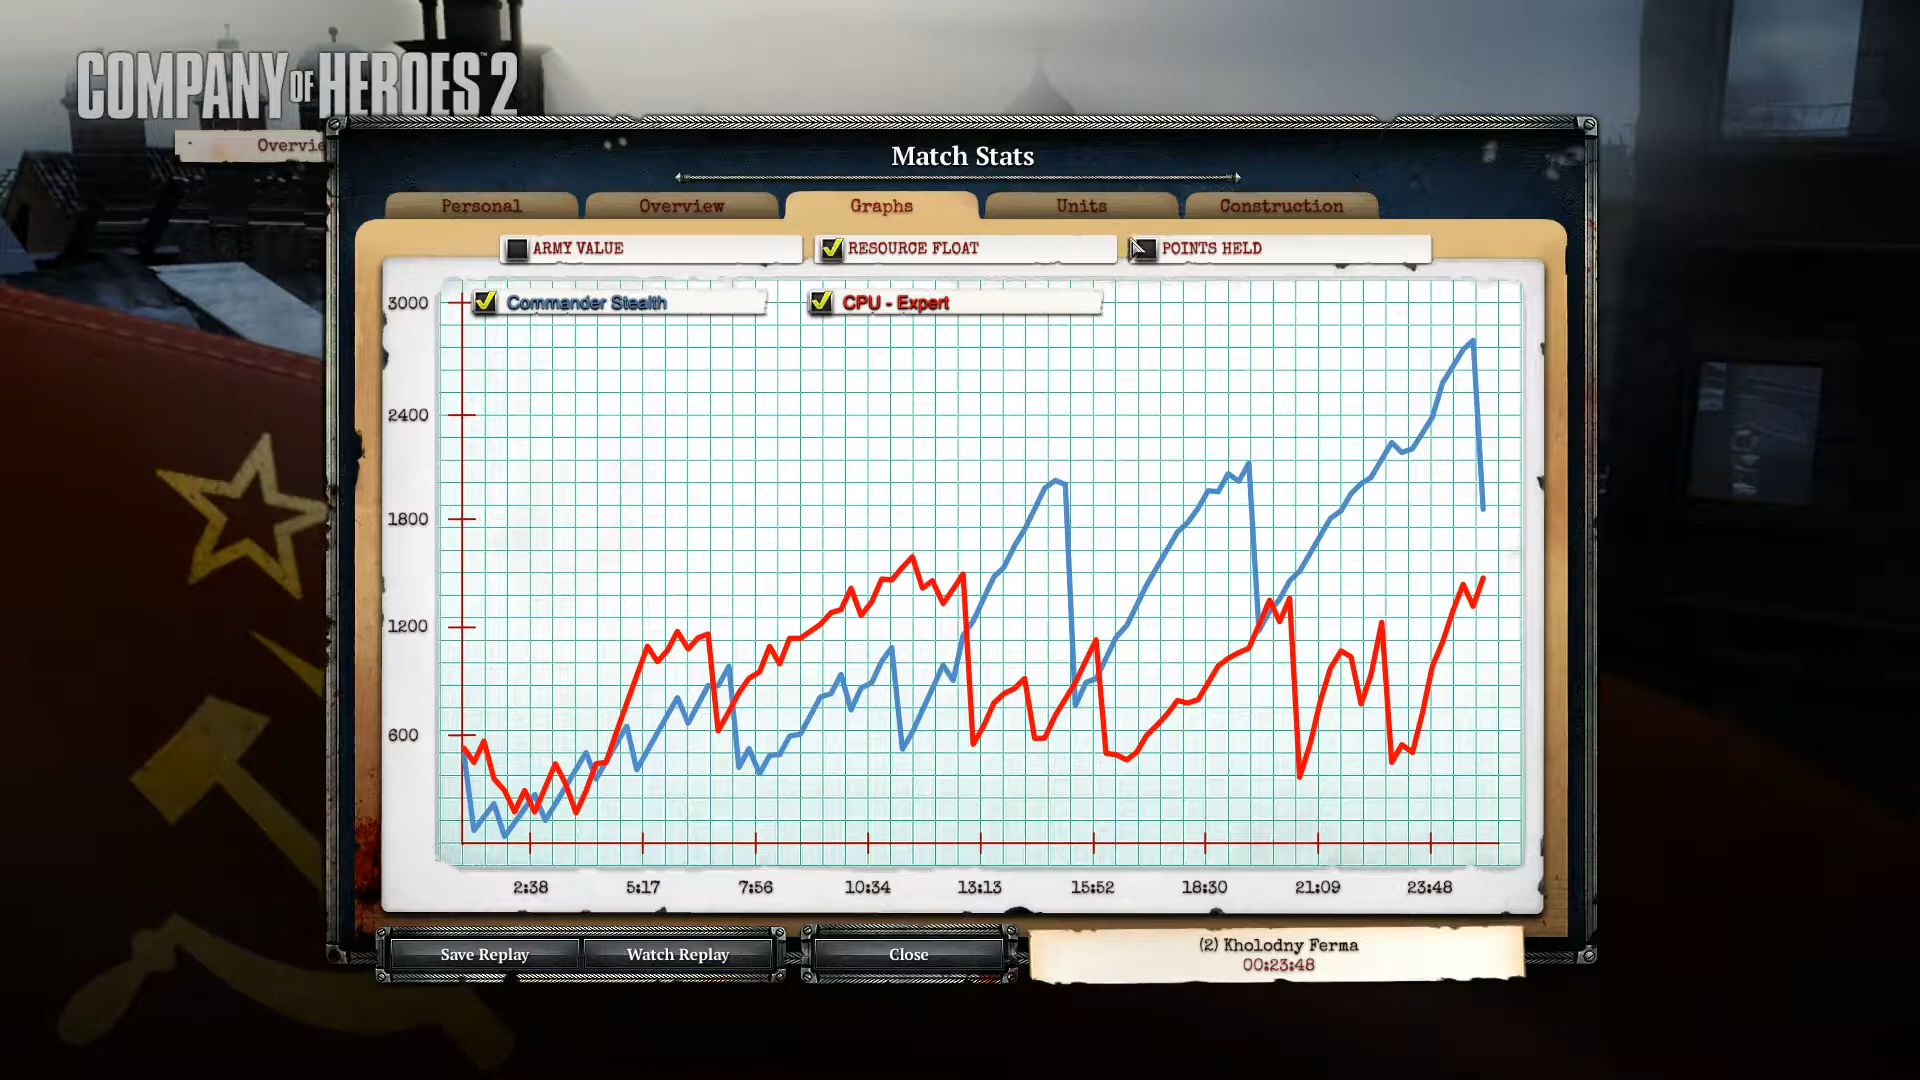 COMPANY OF HEROES™ 2
Overvie
Match Stats
Personal
Overview
Graphs
Units
Construction
ARMY VALUE
RESOURCE FLOAT
POINTS HELD
Commander Stealth
CPU - Expert
3000
2400
1800
1200
600
2:38
5:17
7:56
10:34
13:13
15:52
18:30
21:09
23:48
Save Replay
Watch Replay
Close
(2) Kholodny Ferma
00:23:48